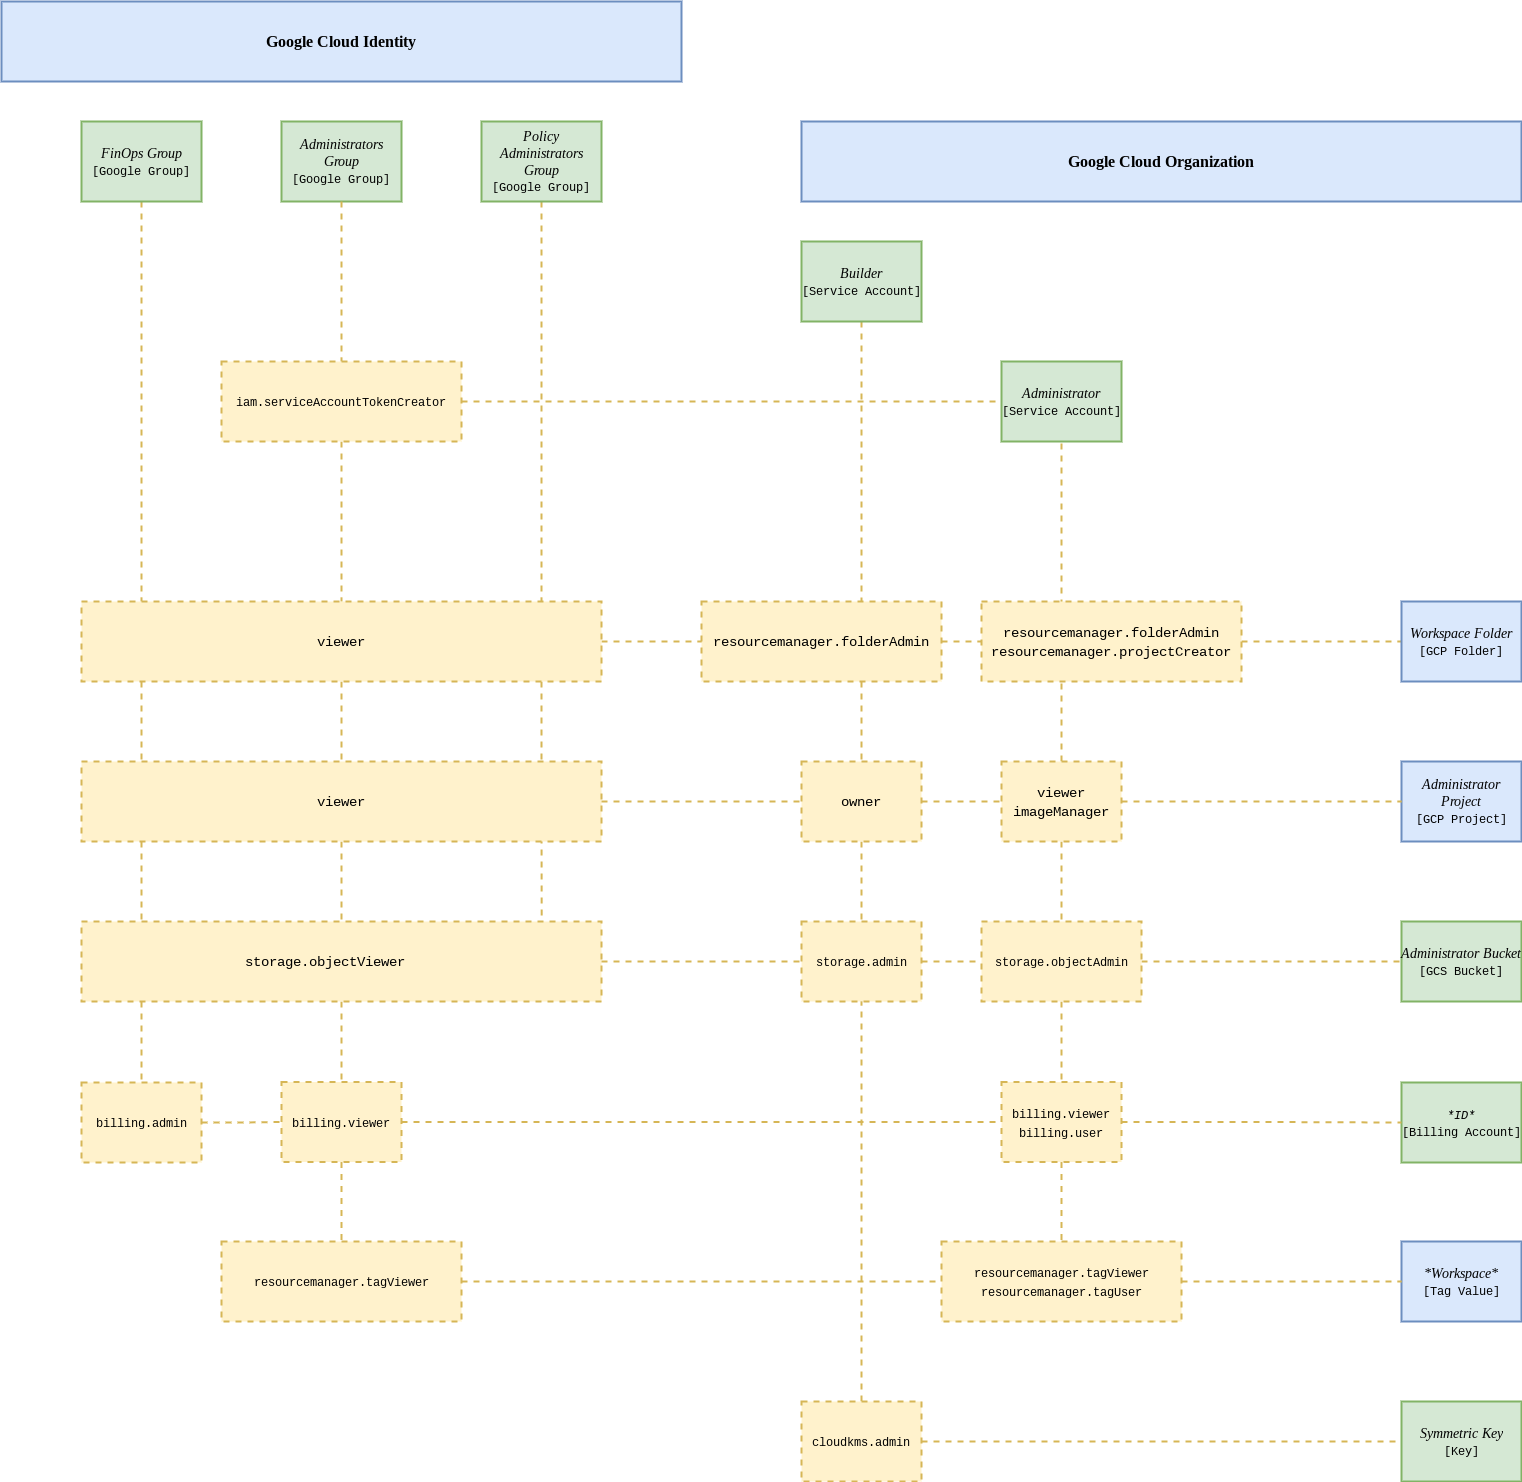 Google Cloud Identity
FinOps Group
[Google Group]
Administrators
Group
[Google Group]
Policy
Administrators
Group
[Google Group]
Google Cloud Organization
Builder
[Service Account]
iam.serviceAccountTokenCreator
Administrator
[Service Account]
viewer
resourcemanager.folderAdmin
resourcemanager.folderAdmin
resourcemanager.projectCreator
Workspace Folder
[GCP Folder]
viewer
owner
viewer
imageManager
Administrator
Project
[GCP Project]
storage.objectViewer
storage.admin
storage.objectAdmin
Administrator Bucket
[GCS Bucket]
billing.admin
billing.viewer
billing.viewer
billing.user
*ID*
[Billing Account]
resourcemanager.tagViewer
resourcemanager.tagViewer
resourcemanager.tagUser
*Workspace*
[Tag Value]
cloudkms.admin
Symmetric Key
[Key]